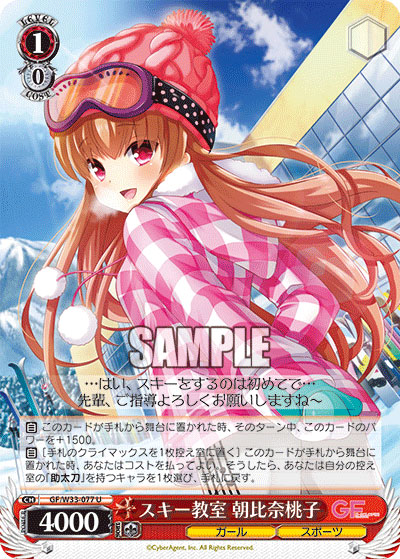 LEVEL
1
0
COST
SAMPLE
…はい、スキーをするのは初めてで…
先輩、ご指導よろしくお願いしますね～
自 このカードが手札から舞台に置かれた時、そのターン中、このカードのパ
ワーを＋1500。
自 ［手札のクライマックスを1枚控え室に置く］ このカードが手札から舞台
に置かれた時、あなたはコストを払ってよい。そうしたら、あなたは自分の控え
室の「助太刀」を持つキャラを1枚選び、手札に戻す。
CH GF/W33-077 U
4000
スキー教室 朝比奈桃子
GF
ガール
スポーツ
©CyberAgent, Inc. All Rights Reserved.